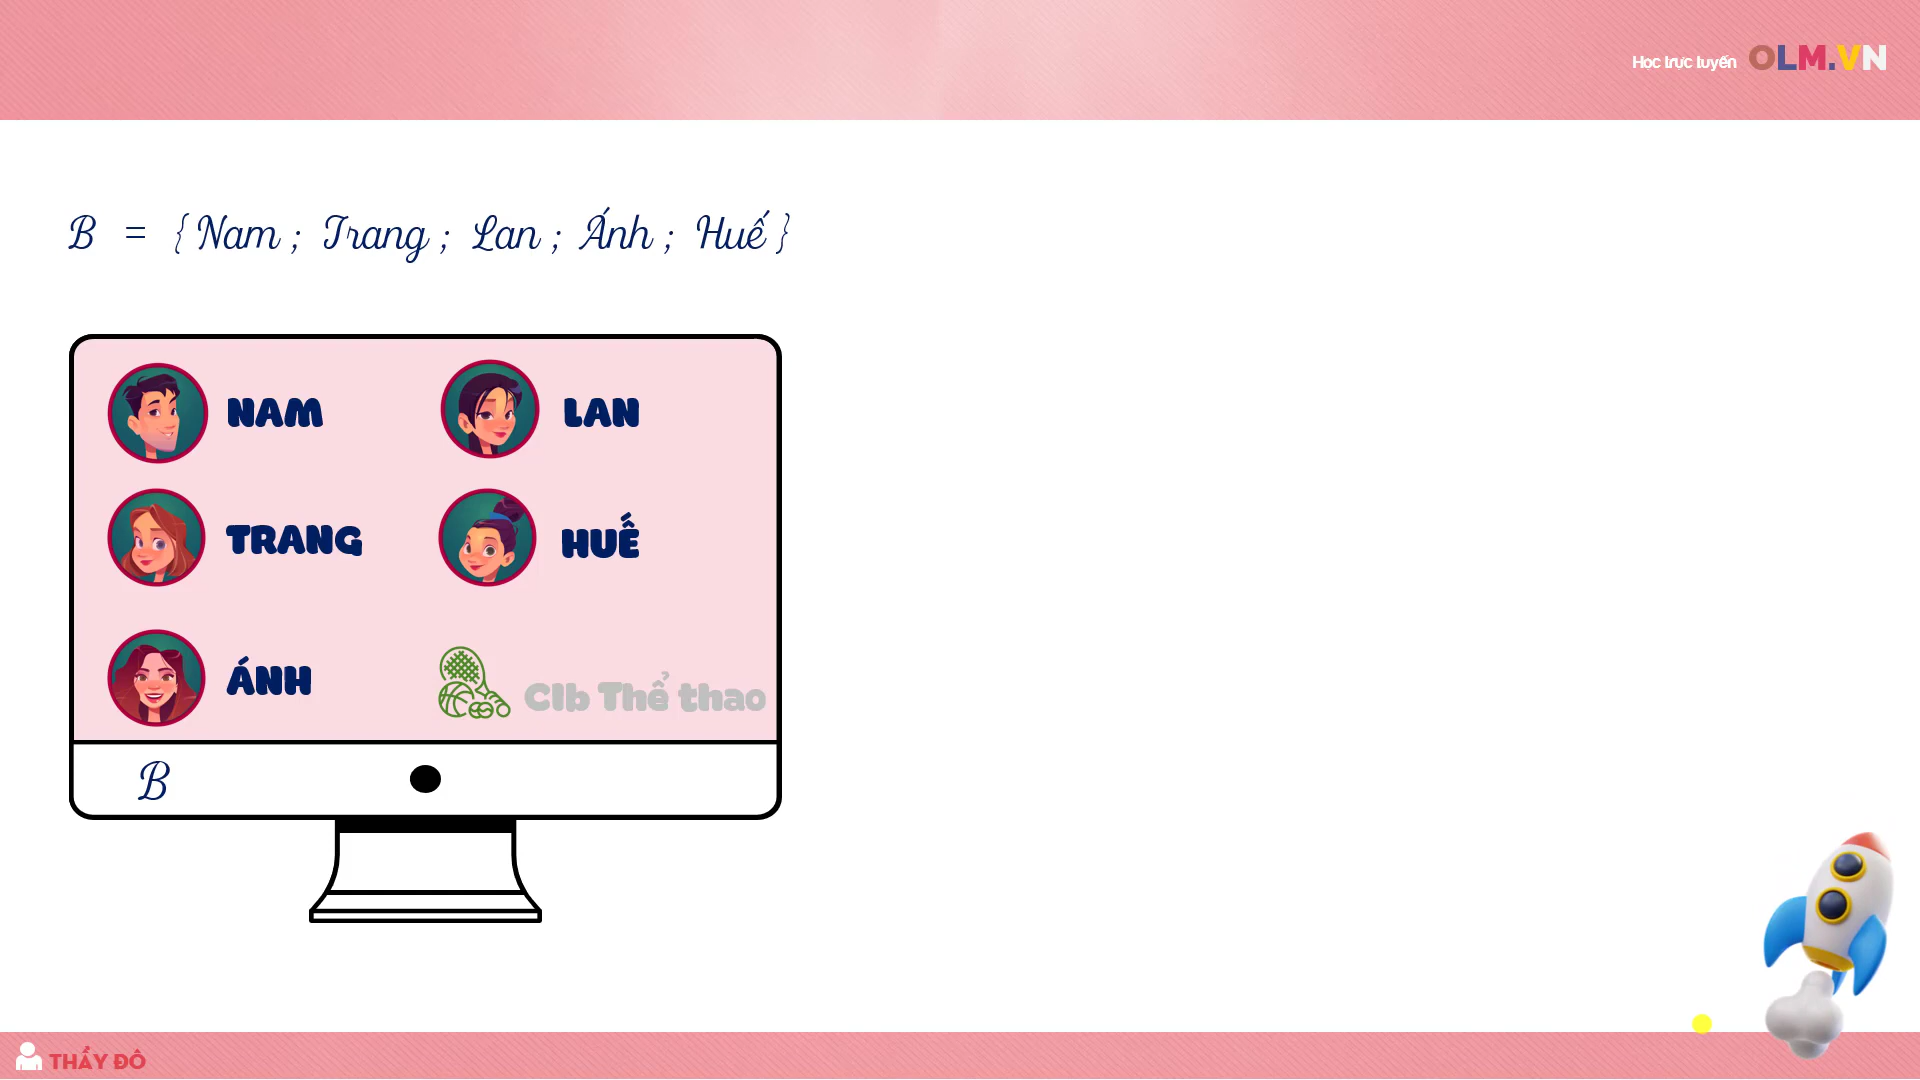 Học trực tuyến OLM.VN
B = { Nam ; Trang ; Lan ; Ánh ; Huế }
NAM LAN
TRANG HUẾ
ÁNH Clb Thể thao
B
THẦY ĐÔ